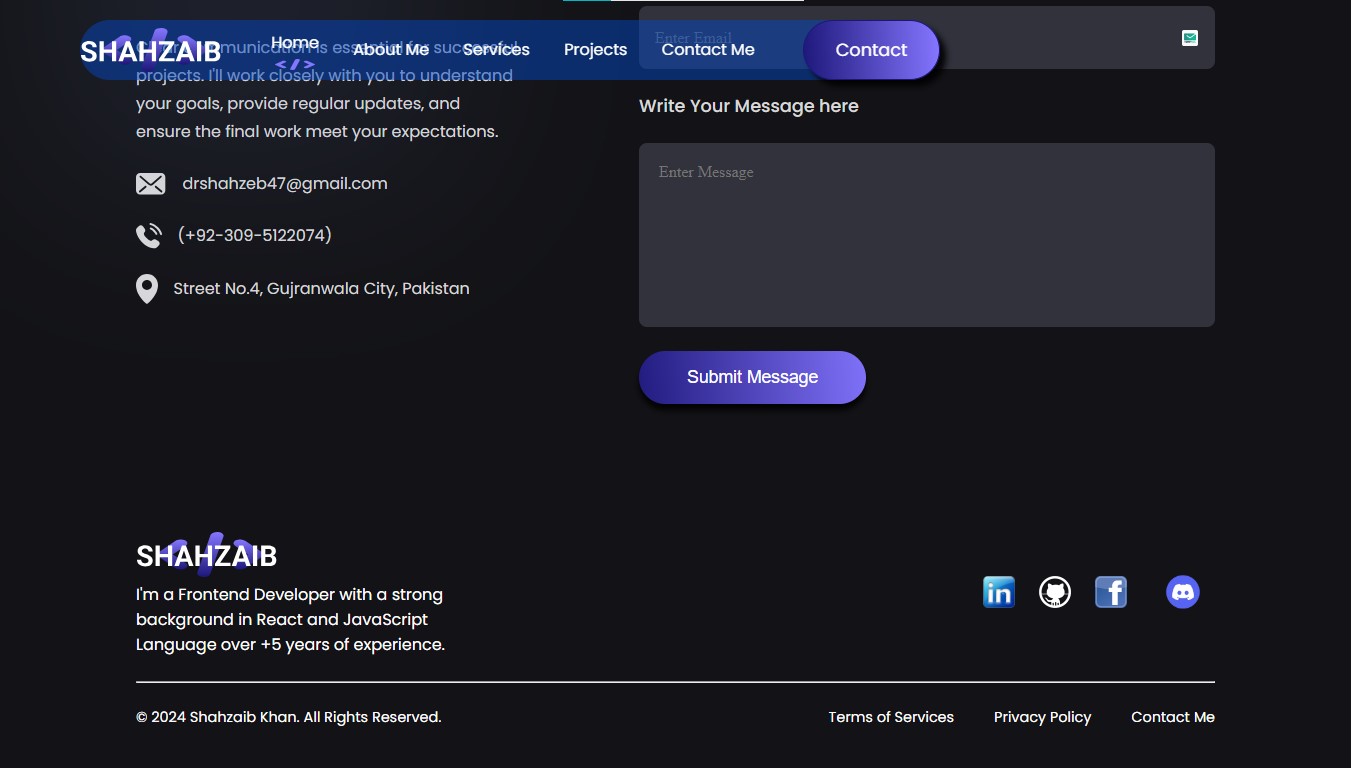 SHAHZAIB
Home
About Me
Services
Projects
Contact Me
Contact
communication is essential for successful
projects. I'll work closely with you to understand
your goals, provide regular updates, and
ensure the final work meet your expectations.
drshahzeb47@gmail.com
(+92-309-5122074)
Street No.4, Gujranwala City, Pakistan
Enter Email
Write Your Message here
Enter Message
Submit Message
SHAHZAIB
I'm a Frontend Developer with a strong
background in React and JavaScript
Language over +5 years of experience.
in
f
© 2024 Shahzaib Khan. All Rights Reserved.
Terms of Services
Privacy Policy
Contact Me